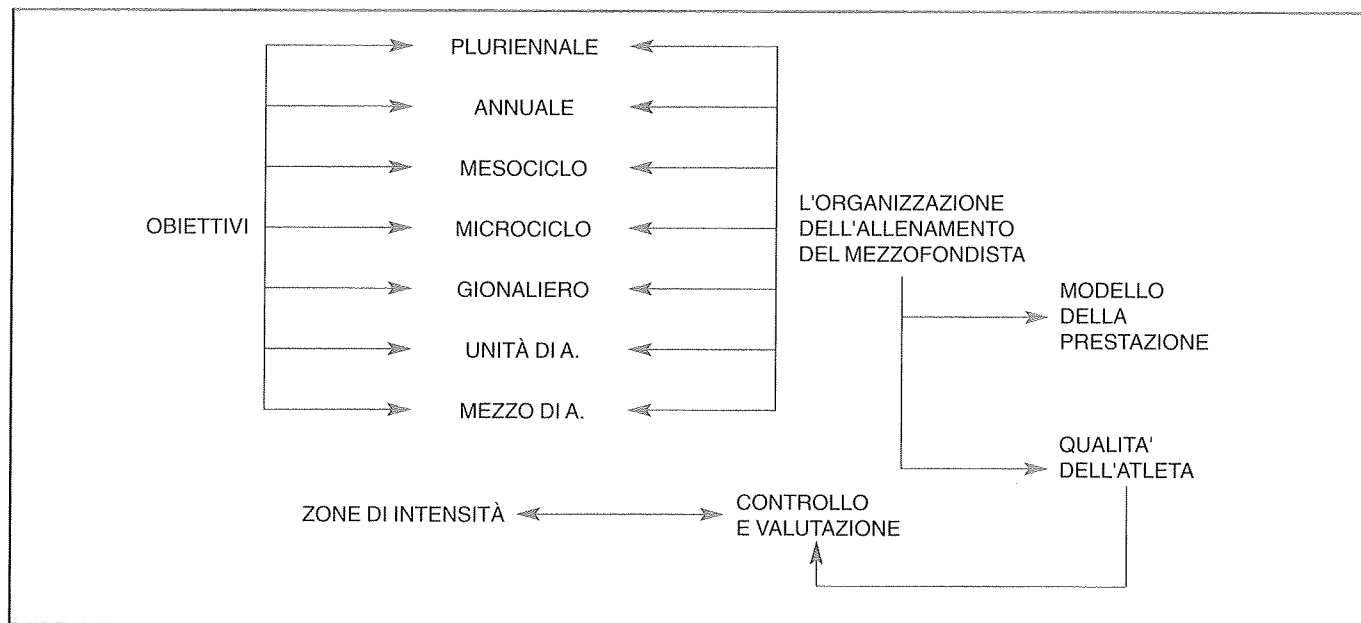 PLURIENNALE
ANNUALE
MESOCICLO
OBIETTIVI
MICROCICLO
GIONALIERO
UNITÀ DI A.
MEZZO DI A.
L'ORGANIZZAZIONE
DELL'ALLENAMENTO
DEL MEZZOFONDISTA
MODELLO
DELLA
PRESTAZIONE
QUALITA'
DELL'ATLETA
ZONE DI INTENSITÀ
CONTROLLO
E VALUTAZIONE